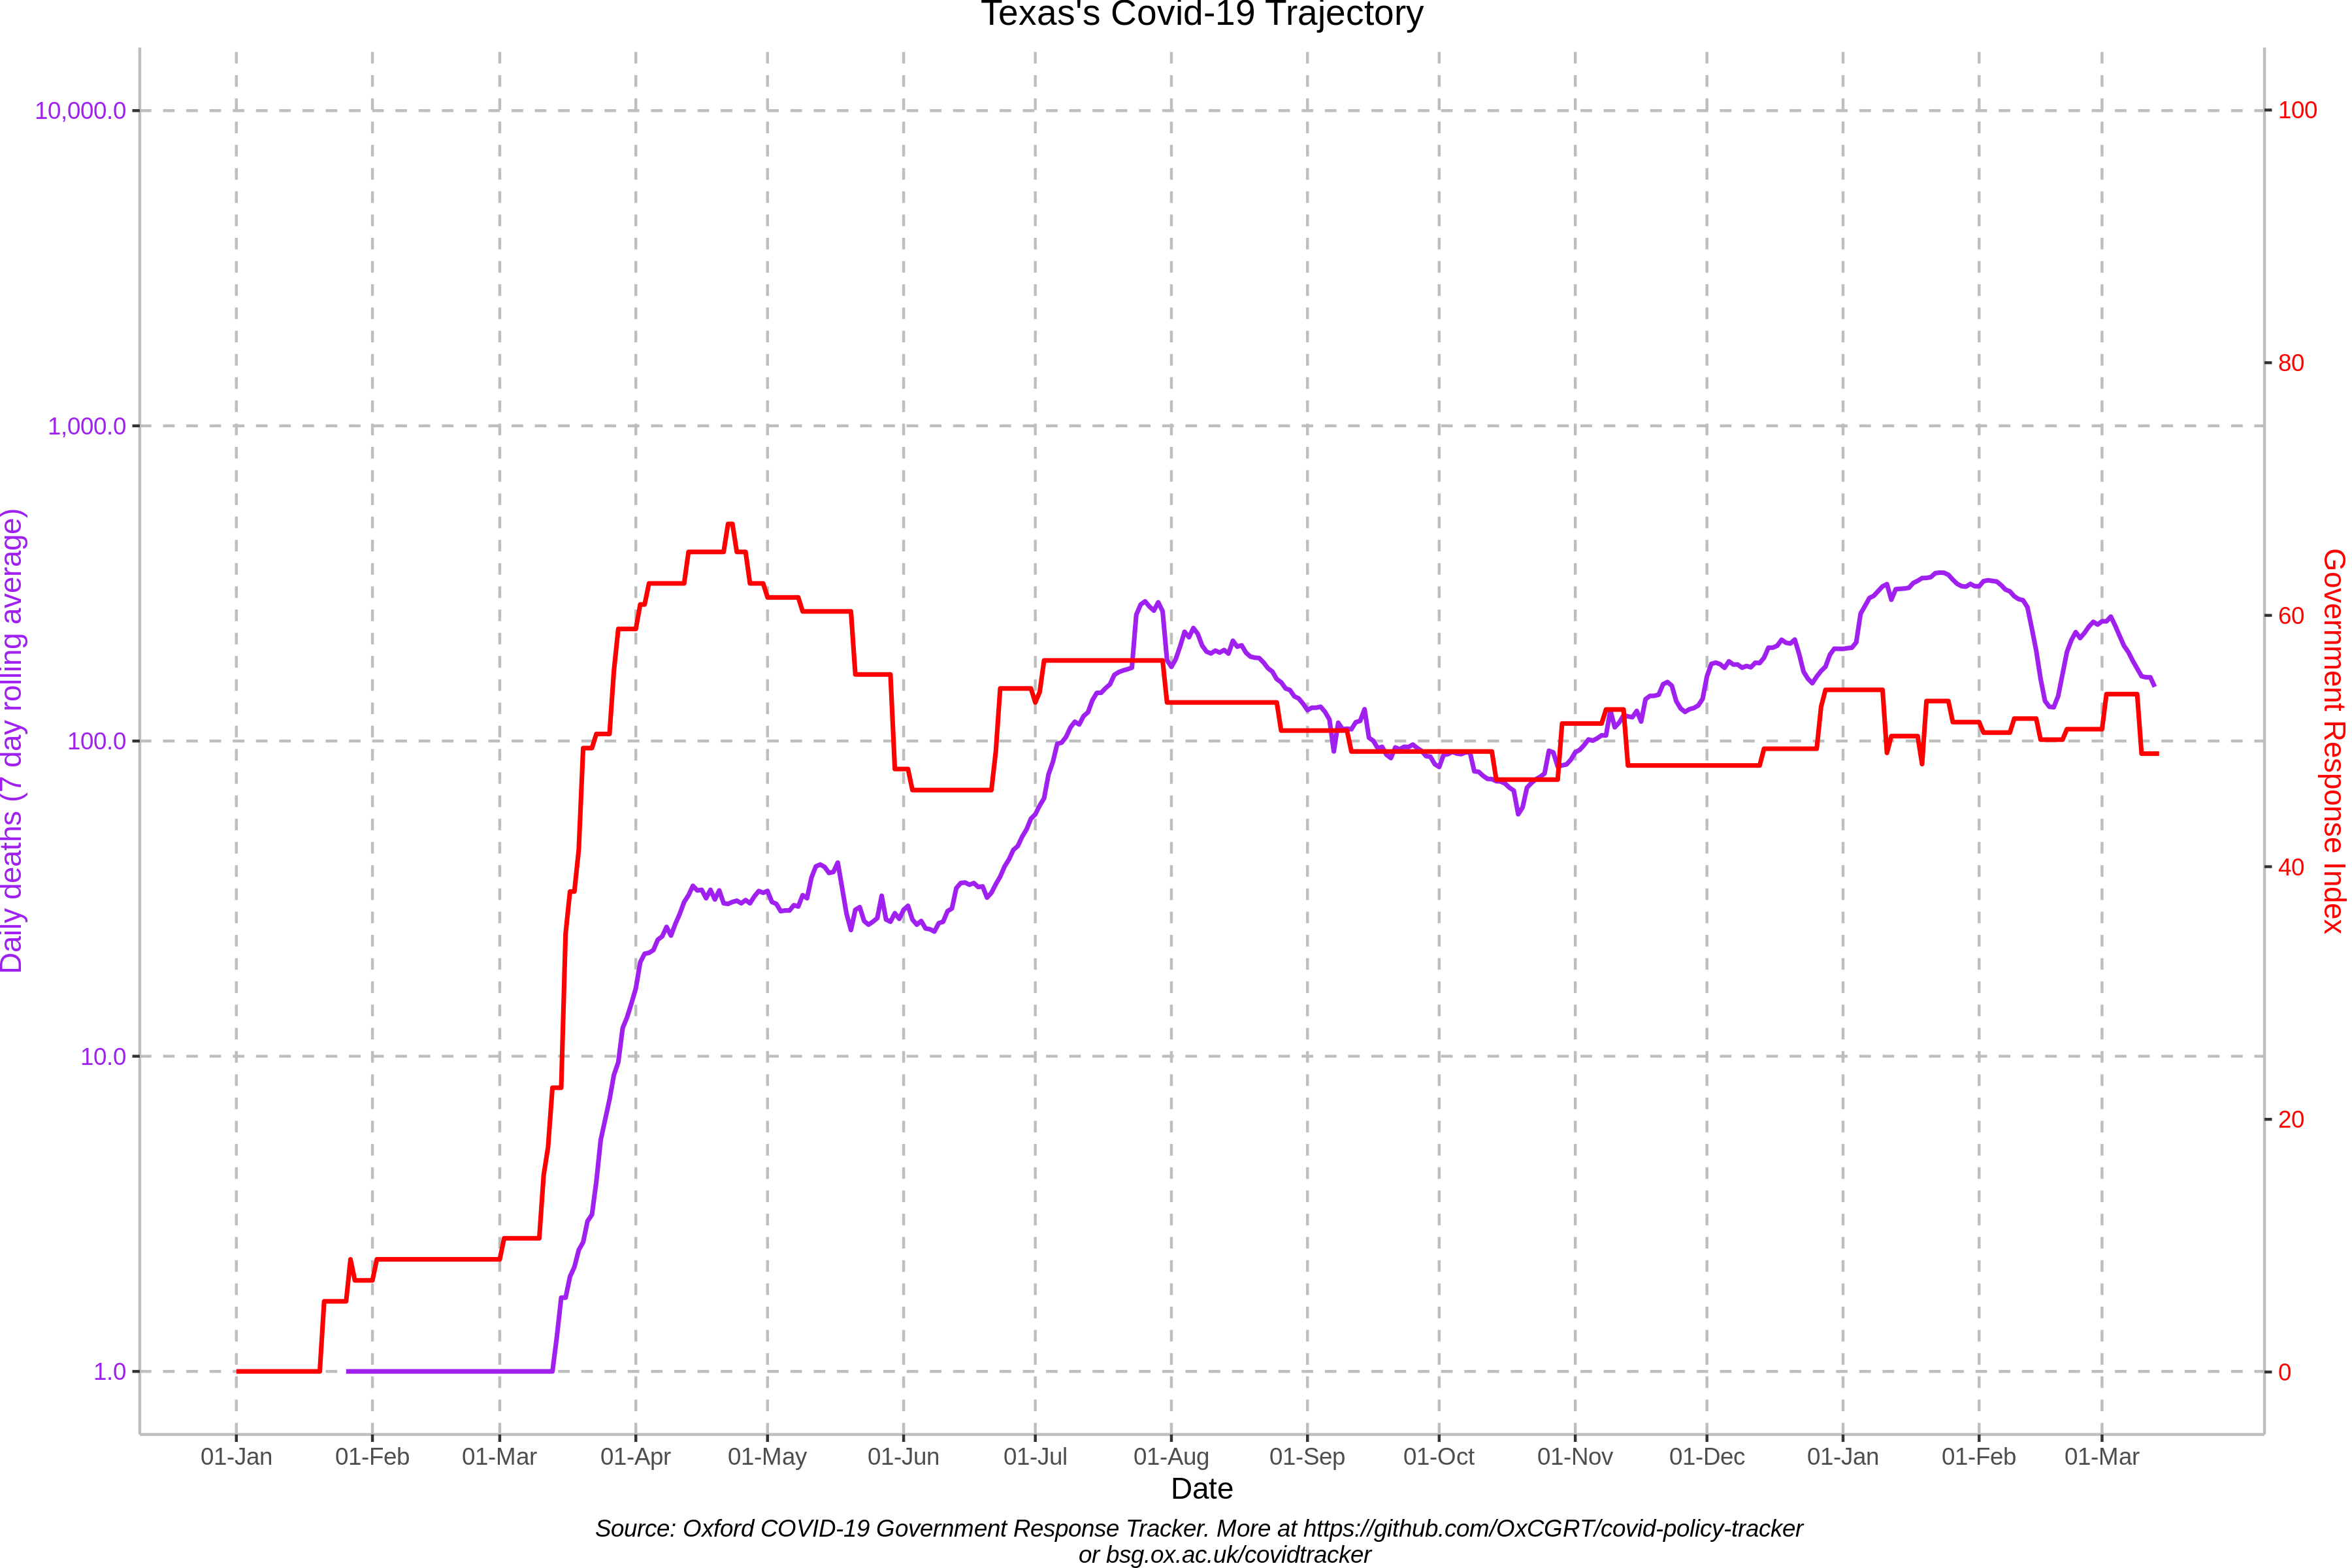 Texas's Covid-19 Trajectory
10,000.0
1,000.0
100.0
10.0
1.0
Daily deaths (7 day rolling average)
100
80
60
40
20
0
Government Response Index
01-Jan 01-Feb 01-Mar 01-Apr 01-May 01-Jun 01-Jul 01-Aug 01-Sep 01-Oct 01-Nov 01-Dec 01-Jan 01-Feb 01-Mar
Date
Source: Oxford COVID-19 Government Response Tracker. More at https://github.com/OxCGRT/covid-policy-tracker
or bsg.ox.ac.uk/covidtracker